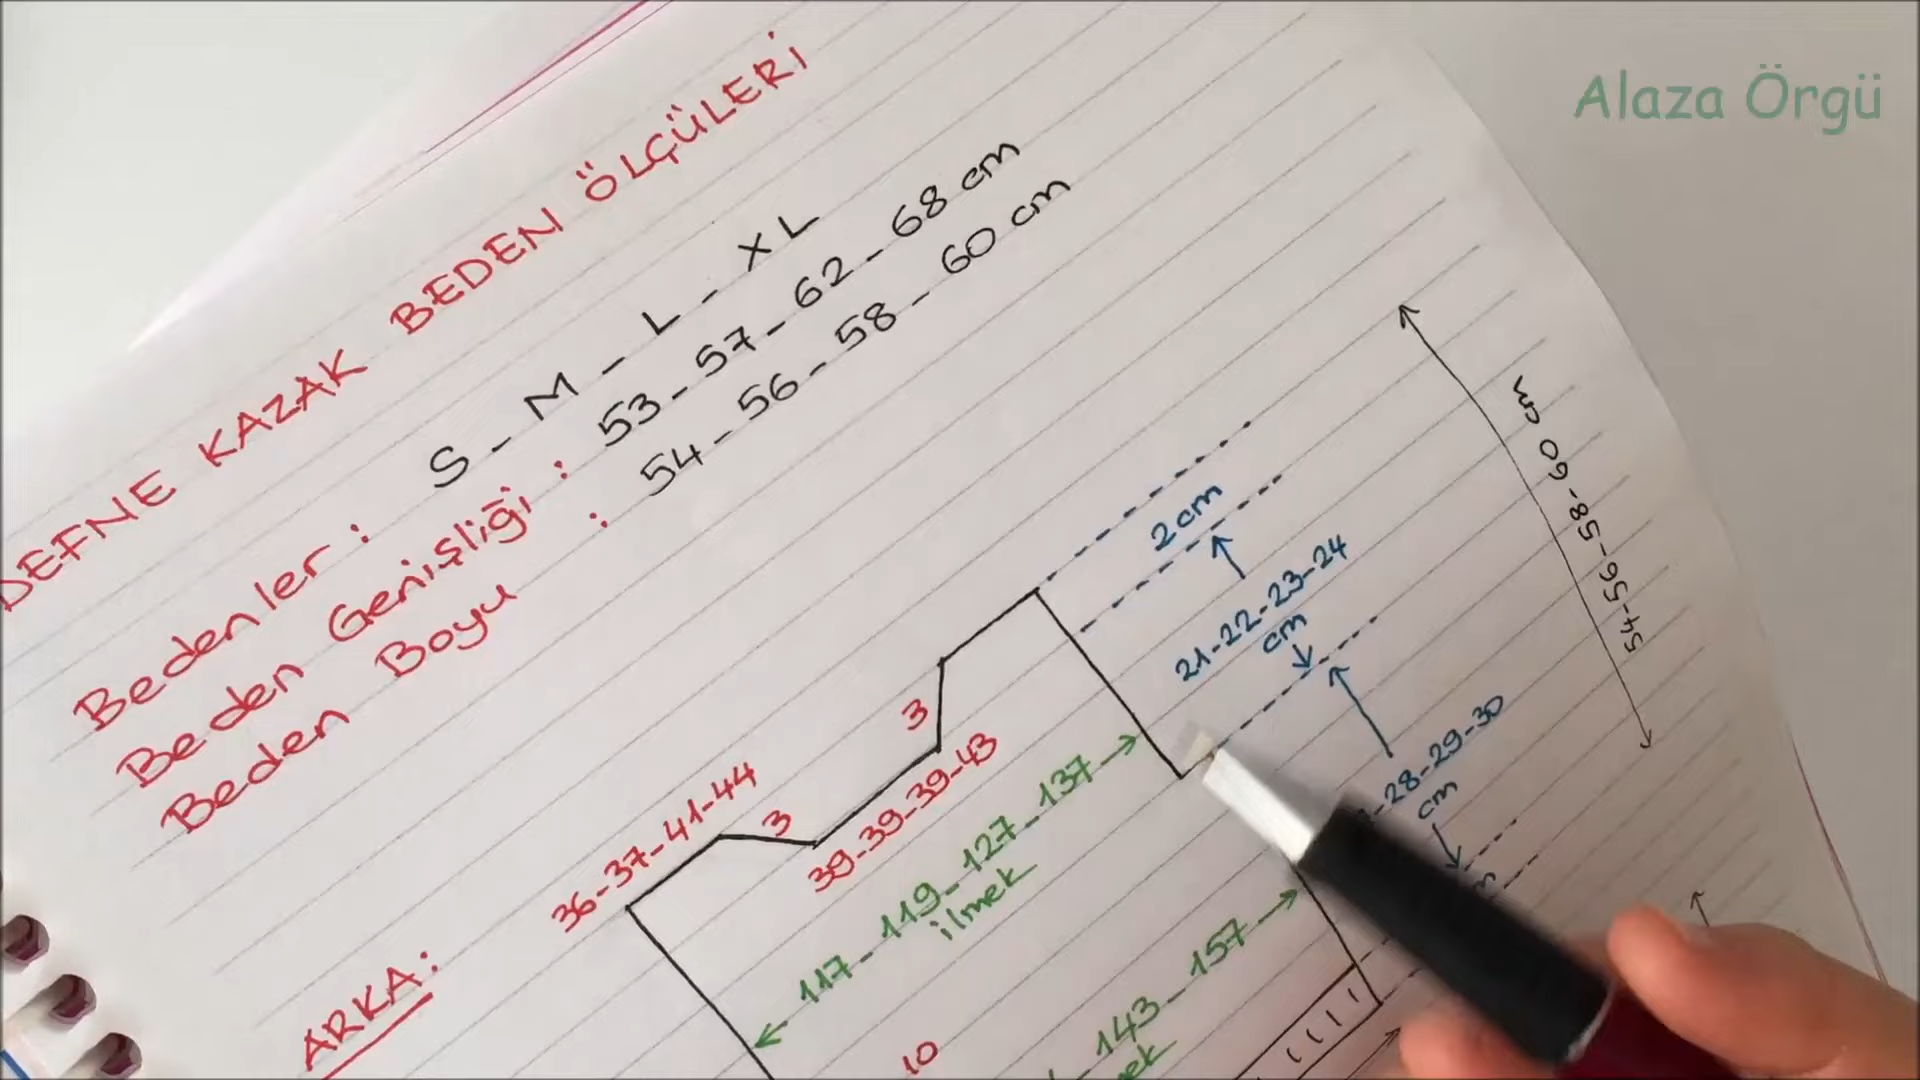 Alaza Örgü
DEFNE KAZAK BEDEN ÖLÇÜLERİ
Bedenler : S - M - L - XL
Beden Genişliği : 53 - 57 - 62 - 68 cm
Beden Boyu : 54 - 56 - 58 - 60 cm
54-56-58-60 cm
2 cm
21-22-23-24
cm
28-29-30
cm
3
39-39-39-43
3
36-37-41-44
117 - 119 - 127 - 137
ilmek
ARKA:
143 - 157
10